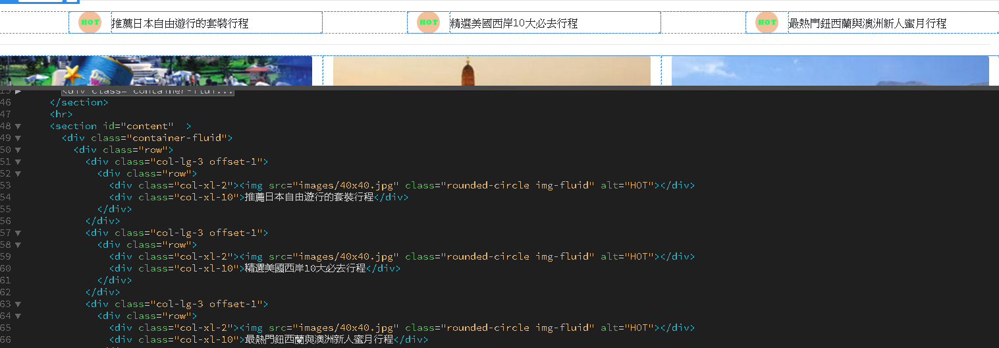 HOT 推薦日本自由遊行的套裝行程 HOT 精選美國西岸10大必去行程 HOT 最熱門鈕西蘭與澳洲新人蜜月行程
45 <div class="container-flui...
46 </section>
47 <hr>
48 <section id="content"  >
49 <div class="container-fluid">
50 <div class="row">
51 <div class="col-lg-3 offset-1">
52 <div class="row">
53 <div class="col-xl-2"><img src="images/40x40.jpg" class="rounded-circle img-fluid" alt="HOT"></div>
54 <div class="col-xl-10">推薦日本自由遊行的套裝行程</div>
55 </div>
56 </div>
57 <div class="col-lg-3 offset-1">
58 <div class="row">
59 <div class="col-xl-2"><img src="images/40x40.jpg" class="rounded-circle img-fluid" alt="HOT"></div>
60 <div class="col-xl-10">精選美國西岸10大必去行程</div>
61 </div>
62 </div>
63 <div class="col-lg-3 offset-1">
64 <div class="row">
65 <div class="col-xl-2"><img src="images/40x40.jpg" class="rounded-circle img-fluid" alt="HOT"></div>
66 <div class="col-xl-10">最熱門鈕西蘭與澳洲新人蜜月行程</div>